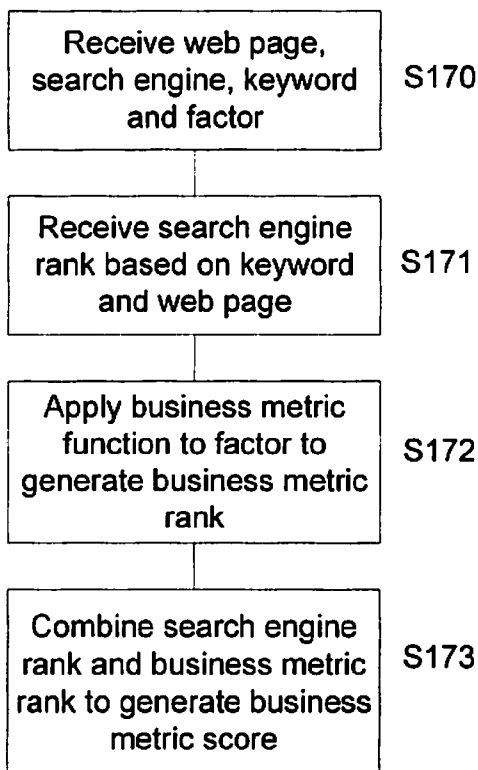 Receive web page,
search engine, keyword
and factor
S170
Receive search engine
rank based on keyword
and web page
S171
Apply business metric
function to factor to
generate business metric
rank
S172
Combine search engine
rank and business metric
rank to generate business
metric score
S173